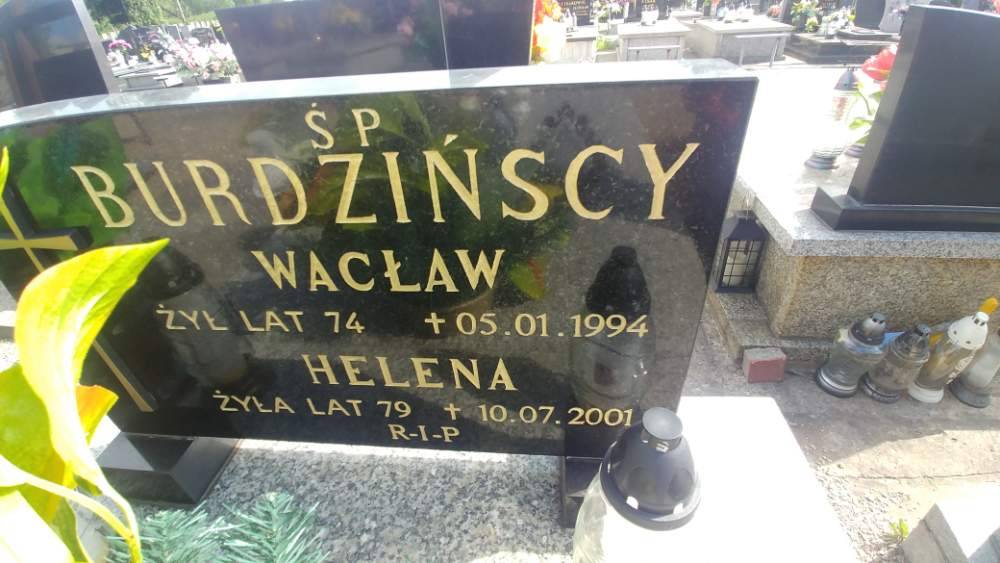 ŚP
BURDZIŃSCY
WACŁAW
ŻYŁ LAT 74 ✝ 05.01.1994
HELENA
ŻYŁA LAT 79 ✝ 10.07.2001
R-I-P